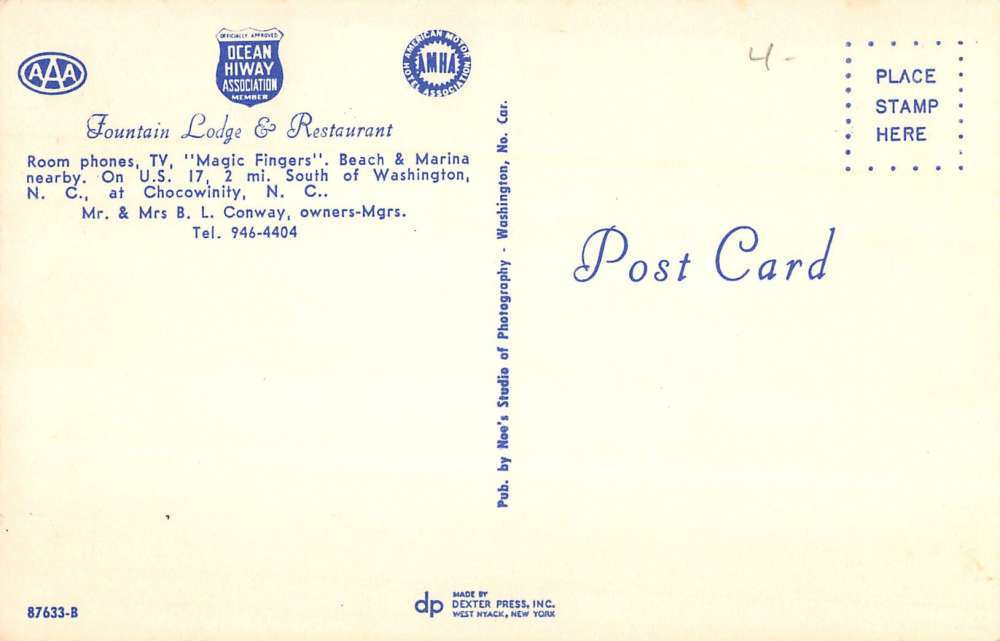 AAA
OFFICIALLY APPROVED
OCEAN
HIWAY
ASSOCIATION
MEMBER
AMERICAN MOTOR
HOTEL ASSOCIATION
AMHA
Fountain Lodge & Restaurant
Room phones, TV, "Magic Fingers". Beach & Marina
nearby. On U.S. 17, 2 mi. South of Washington,
N. C., at Chocowinity, N. C..
Mr. & Mrs B. L. Conway, owners-Mgrs.
Tel. 946-4404
87633-B
Pub. by Noe's Studio of Photography - Washington, No. Car.
dp
MADE BY
DEXTER PRESS, INC.
WEST NYACK, NEW YORK
4-
PLACE
STAMP
HERE
Post Card